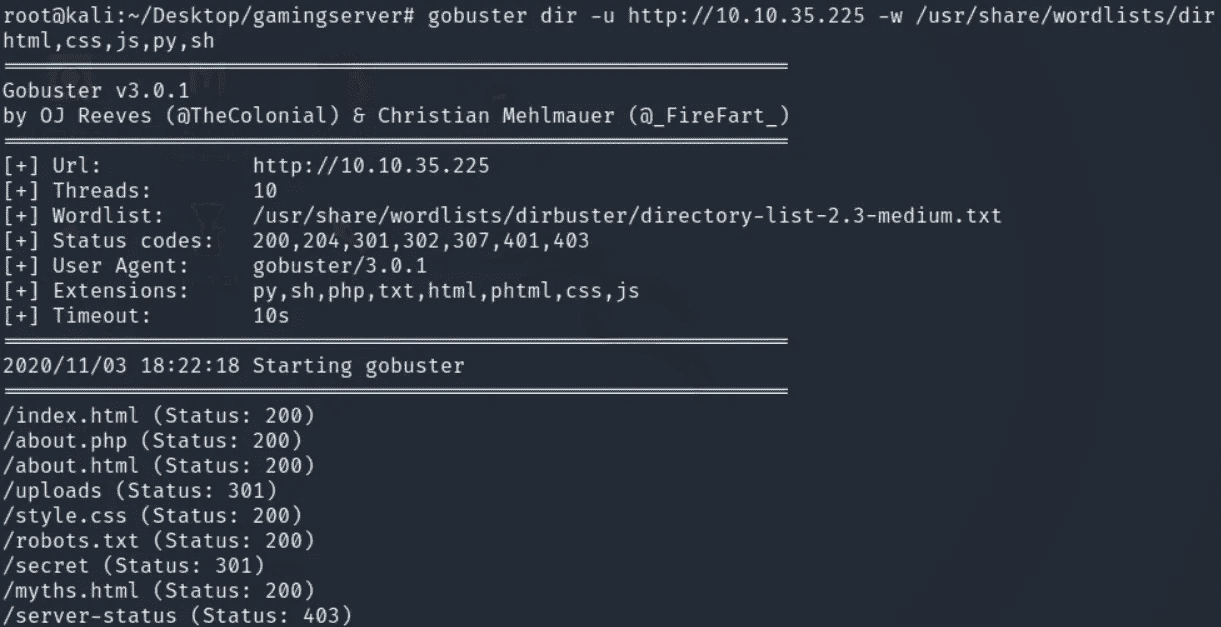 root@kali:~/Desktop/gamingserver# gobuster dir -u http://10.10.35.225 -w /usr/share/wordlists/dir
html,css,js,py,sh
===============================================================
Gobuster v3.0.1
by OJ Reeves (@TheColonial) & Christian Mehlmauer (@_FireFart_)
===============================================================
[+] Url:            http://10.10.35.225
[+] Threads:        10
[+] Wordlist:       /usr/share/wordlists/dirbuster/directory-list-2.3-medium.txt
[+] Status codes:   200,204,301,302,307,401,403
[+] User Agent:     gobuster/3.0.1
[+] Extensions:     py,sh,php,txt,html,phtml,css,js
[+] Timeout:        10s
===============================================================
2020/11/03 18:22:18 Starting gobuster
===============================================================
/index.html (Status: 200)
/about.php (Status: 200)
/about.html (Status: 200)
/uploads (Status: 301)
/style.css (Status: 200)
/robots.txt (Status: 200)
/secret (Status: 301)
/myths.html (Status: 200)
/server-status (Status: 403)